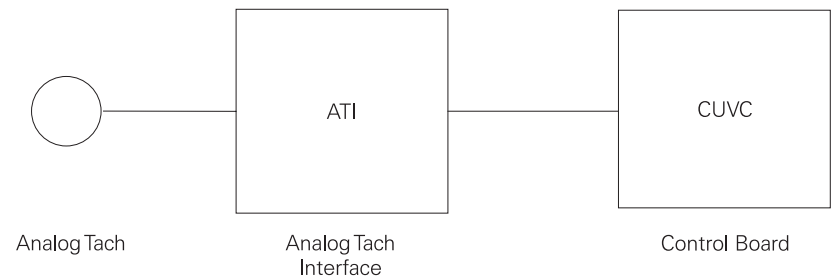 ATI
CUVC
Analog Tach
Analog Tach
Interface
Control Board